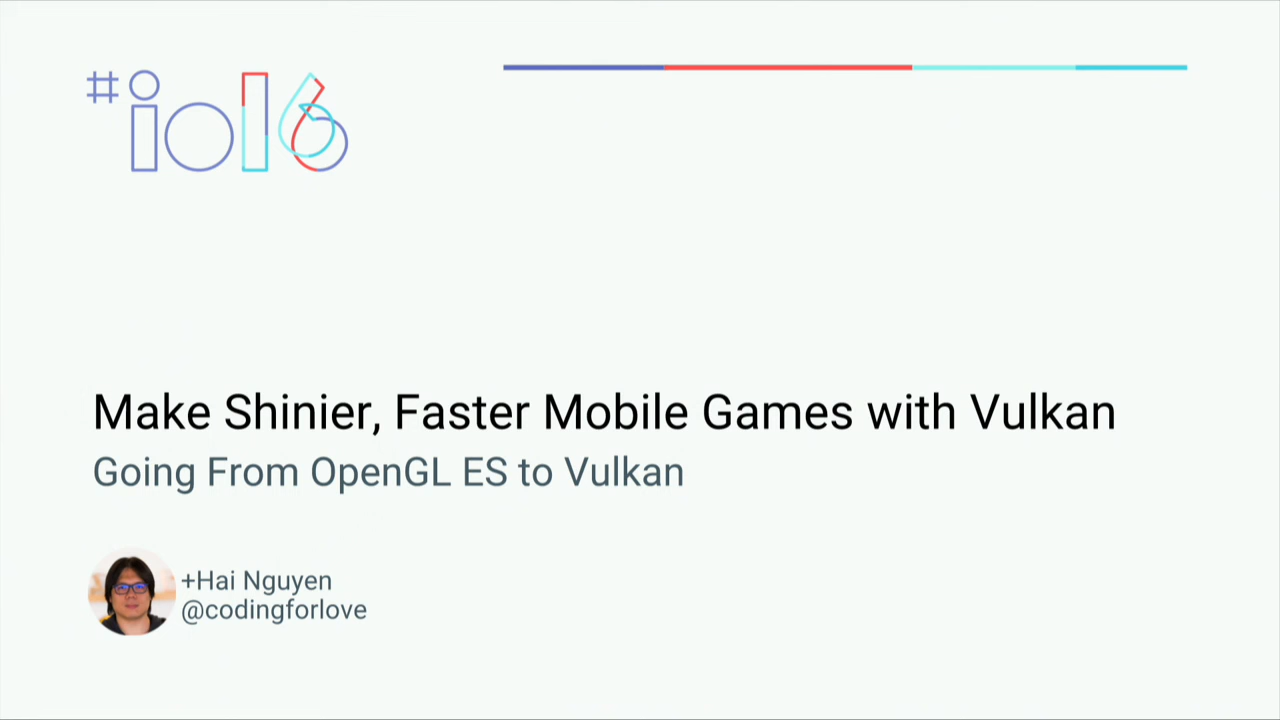 #io16
Make Shinier, Faster Mobile Games with Vulkan
Going From OpenGL ES to Vulkan
+Hai Nguyen
@codingforlove